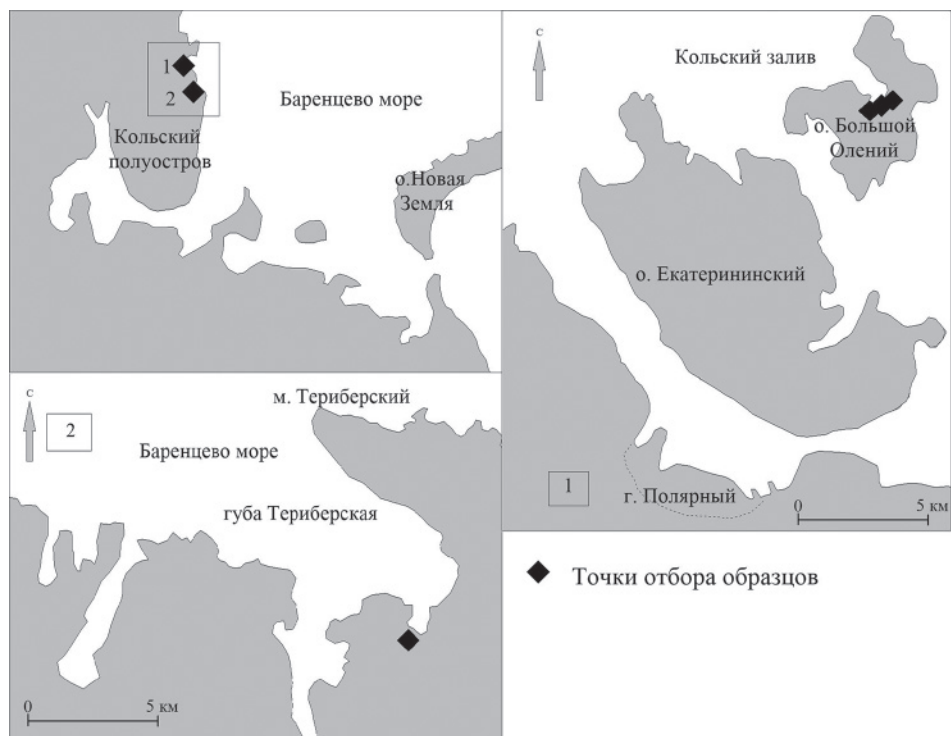 1
2
Баренцево море
Кольский
полуостров
о.Новая
Земля
с
Кольский залив
о. Большой
Олений
о. Екатерининский
г. Полярный
1
0
5 км
с
2
м. Териберский
Баренцево море
губа Териберская
0
5 км
Точки отбора образцов